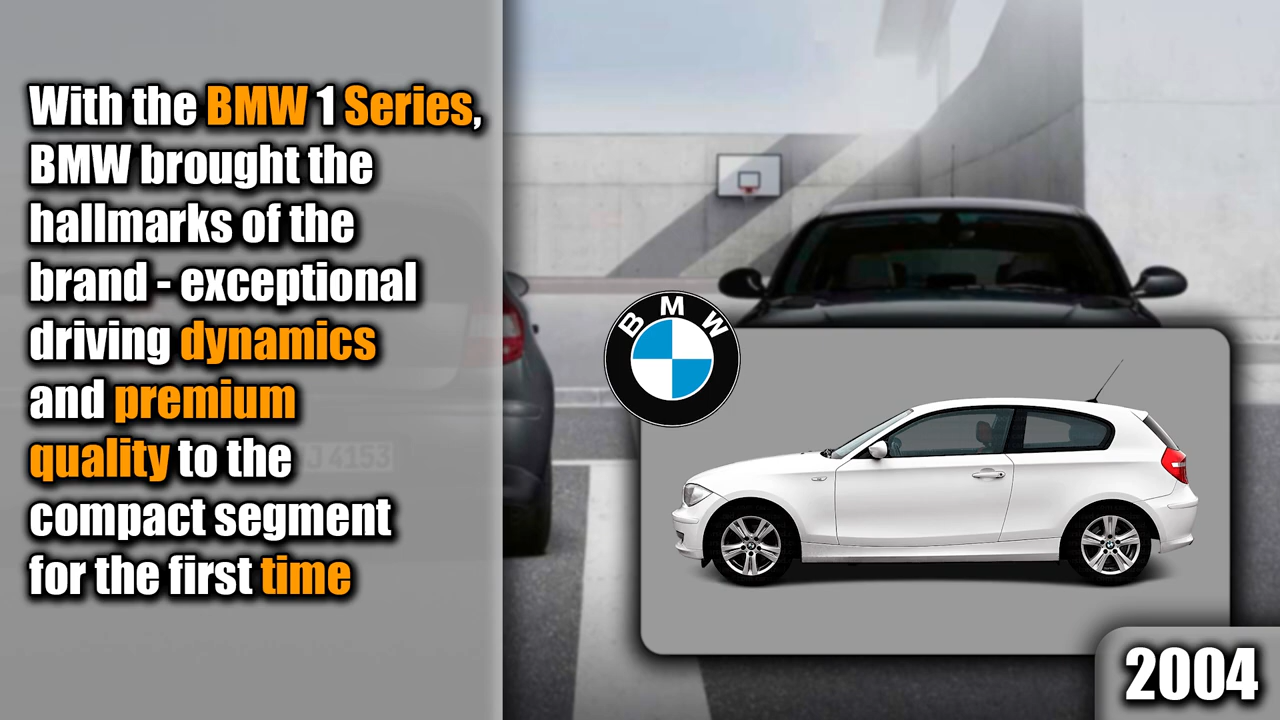 With the BMW 1 Series,
BMW brought the
hallmarks of the
brand - exceptional
driving dynamics
and premium
quality to the
compact segment
for the first time
BMW
J 4153
2004